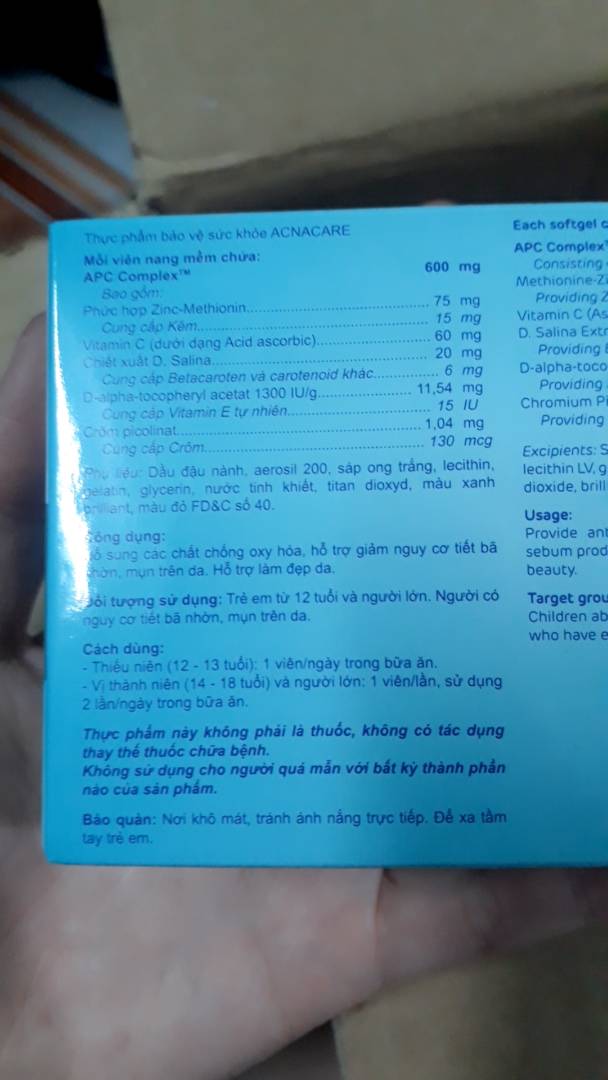 Thực phẩm bảo vệ sức khỏe ACNACARE
Mỗi viên nang mềm chứa:
APC Complex™ 600 mg
Bao gồm:
Phức hợp Zinc-Methionin 75 mg
Cung cấp Kẽm 15 mg
Vitamin C (dưới dạng Acid ascorbic) 60 mg
Chiết xuất D. Salina 20 mg
Cung cấp Betacaroten và carotenoid khác 6 mg
D-alpha-tocopheryl acetat 1300 IU/g 11,54 mg
Cung cấp Vitamin E tự nhiên 15 IU
Crôm picolinat 1,04 mg
Cung cấp Crôm 130 mcg
Phụ liệu: Dầu đậu nành, aerosil 200, sáp ong trắng, lecithin,
gelatin, glycerin, nước tinh khiết, titan dioxyd, màu xanh
brilliant, màu đỏ FD&C số 40.
Công dụng:
Bổ sung các chất chống oxy hóa, hỗ trợ giảm nguy cơ tiết bã
nhờn, mụn trên da. Hỗ trợ làm đẹp da.
Đối tượng sử dụng: Trẻ em từ 12 tuổi và người lớn. Người có
nguy cơ tiết bã nhờn, mụn trên da.
Cách dùng:
- Thiếu niên (12 - 13 tuổi): 1 viên/ngày trong bữa ăn.
- Vị thành niên (14 - 18 tuổi) và người lớn: 1 viên/lần, sử dụng
2 lần/ngày trong bữa ăn.
Thực phẩm này không phải là thuốc, không có tác dụng
thay thế thuốc chữa bệnh.
Không sử dụng cho người quá mẫn với bất kỳ thành phần
nào của sản phẩm.
Bảo quản: Nơi khô mát, tránh ánh nắng trực tiếp. Để xa tầm
tay trẻ em.
Each softgel
APC Complex
Consisting
Methionine-Zi
Providing
Vitamin C (As
D. Salina Extr
Providing
D-alpha-toco
Providing
Chromium Pi
Providing
Excipients: S
lecithin LV, g
dioxide, brill
Usage:
Provide ant
sebum prod
beauty.
Target grou
Children ab
who have e